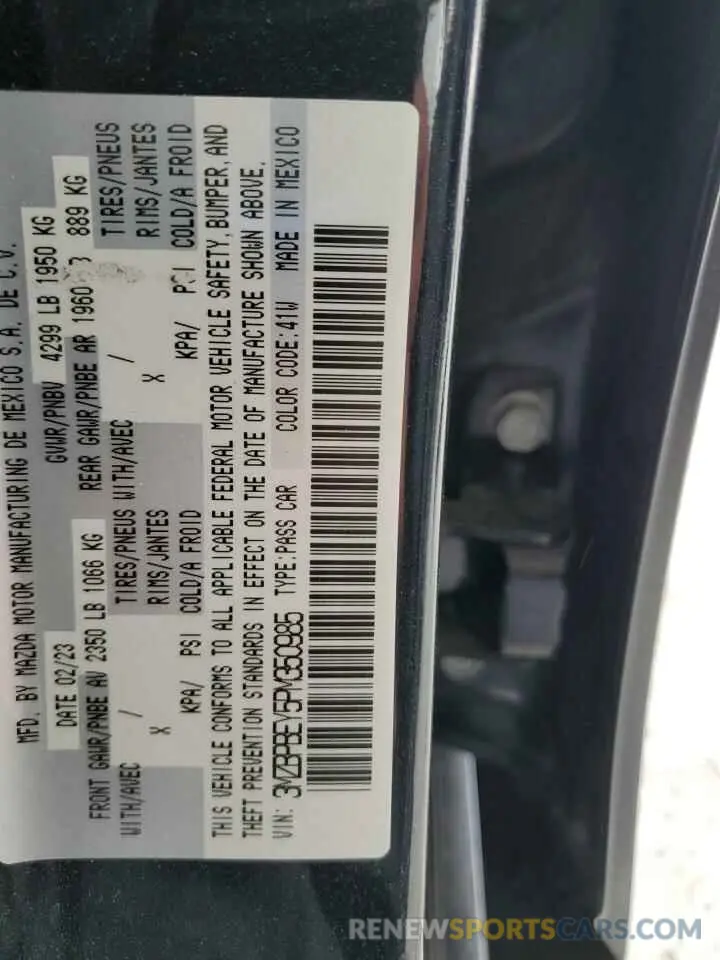 MFD. BY MAZDA MOTOR MANUFACTURING DE MEXICO S.A. DE C.V.
DATE 02/23 GVWR/PNBV 4299 LB 1950 KG
FRONT GAWR/PNBE AV 2350 LB 1066 KG REAR GAWR/PNBE AR 1960 889 KG
WITH/AVEC TIRES/PNEUS WITH/AVEC TIRES/PNEUS
/ RIMS/JANTES / RIMS/JANTES
X KPA/ PSI COLD/A FROID X KPA/ PSI COLD/A FROID
THIS VEHICLE CONFORMS TO ALL APPLICABLE FEDERAL MOTOR VEHICLE SAFETY, BUMPER, AND
THEFT PREVENTION STANDARDS IN EFFECT ON THE DATE OF MANUFACTURE SHOWN ABOVE.
VIN: 3MZBPBEY5PM350985 TYPE:PASS CAR COLOR CODE:41W MADE IN MEXICO
RENEWSPORTSCARS.COM